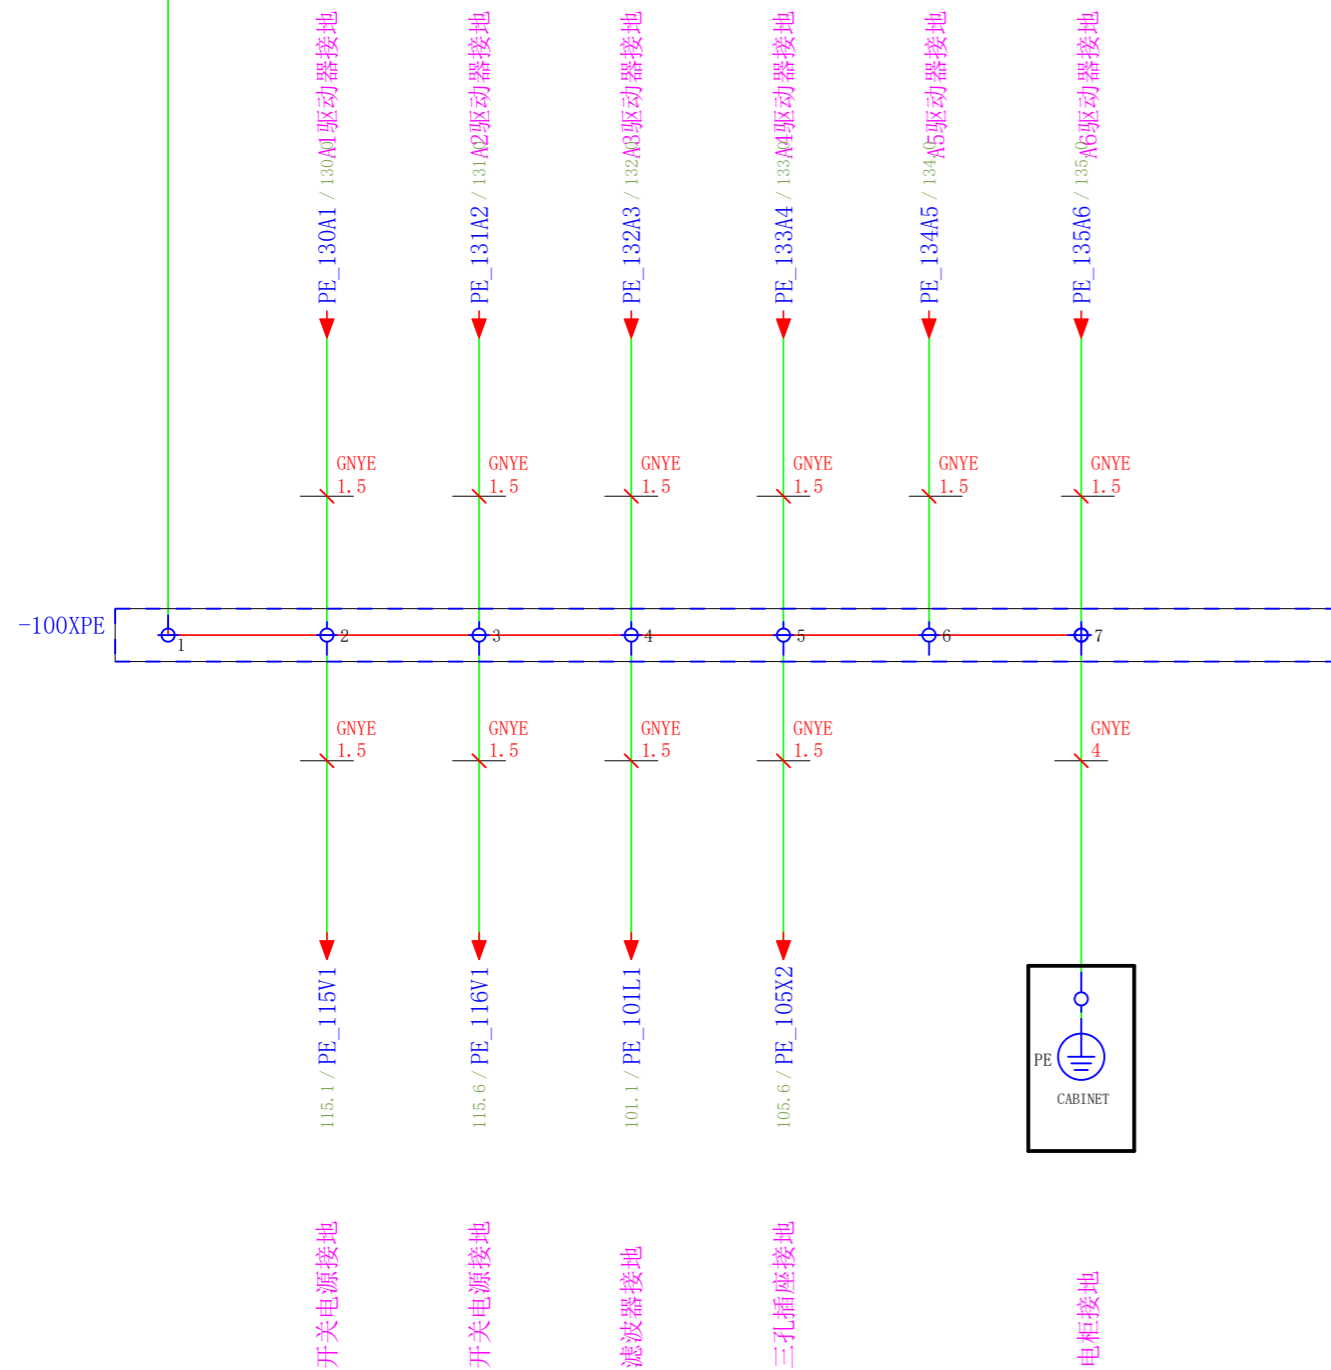 A1驱动器接地
A2驱动器接地
A3驱动器接地
A4驱动器接地
A5驱动器接地
A6驱动器接地
PE_130A1 / 130.0
PE_131A2 / 131.0
PE_132A3 / 132.0
PE_133A4 / 133.0
PE_134A5 / 134.0
PE_135A6 / 135.0
GNYE
1.5
GNYE
1.5
GNYE
1.5
GNYE
1.5
GNYE
1.5
GNYE
1.5
-100XPE
1
2
3
4
5
6
7
GNYE
1.5
GNYE
1.5
GNYE
1.5
GNYE
1.5
GNYE
4
115.1 / PE_115V1
115.6 / PE_116V1
101.1 / PE_101L1
105.6 / PE_105X2
PE
CABINET
开关电源接地
开关电源接地
滤波器接地
三孔插座接地
电柜接地